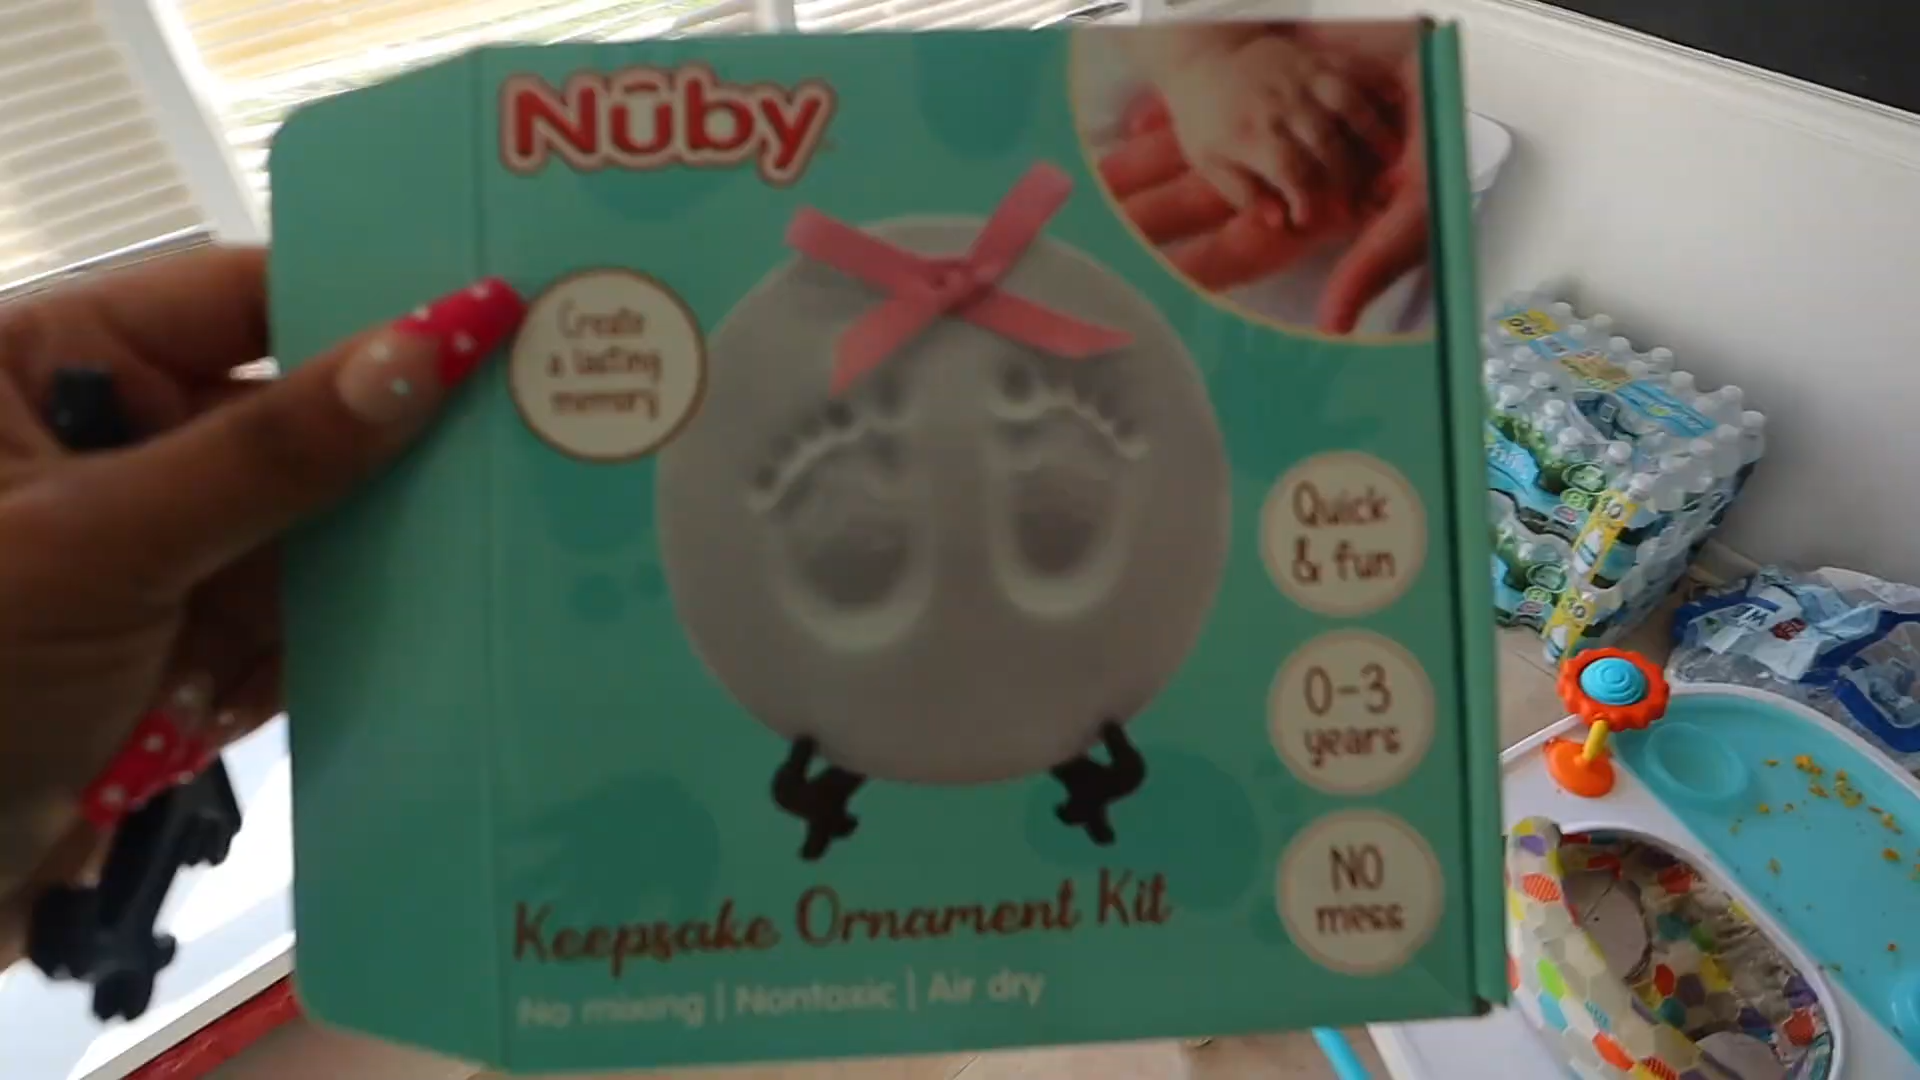 Nūby
Create
a lasting
memory
Quick
& fun
0-3
years
NO
mess
Keepsake Ornament Kit
No mixing | Nontoxic | Air dry
40